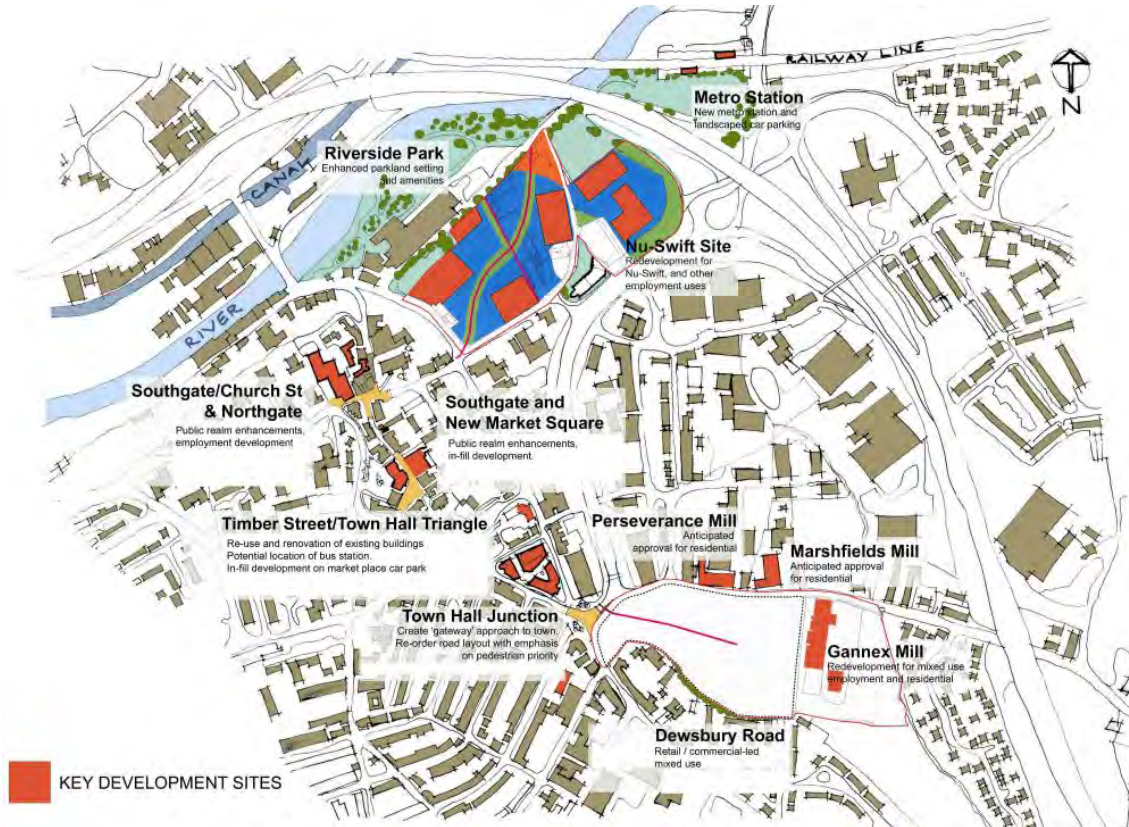 RAILWAY LINE
N
Metro Station
New metro station and
landscaped car parking
Riverside Park
Enhanced parkland setting
and amenities
CANAL
Nu-Swift Site
Redevelopment for
Nu-Swift, and other
employment uses
RIVER
Southgate/Church St
& Northgate
Public realm enhancements,
employment development
Southgate and
New Market Square
Public realm enhancements,
in-fill development
Timber Street/Town Hall Triangle
Re-use and renovation of existing buildings
Potential location of bus station.
In-fill development on market place car park
Perseverance Mill
Anticipated
approval for residential
Marshfields Mill
Anticipated approval
for residential
Town Hall Junction
Create 'gateway' approach to town.
Re-order road layout with emphasis
on pedestrian priority
Gannex Mill
Redevelopment for mixed use
employment and residential
Dewsbury Road
Retail / commercial-led
mixed use
KEY DEVELOPMENT SITES